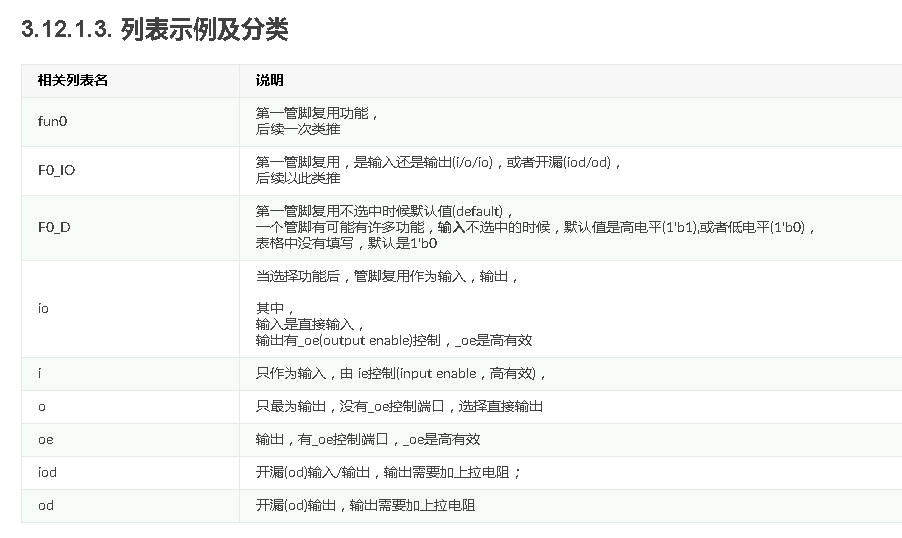 3.12.1.3. 列表示例及分类
相关列表名 说明
fun0
第一管脚复用功能，
后续一次类推
F0_IO
第一管脚复用，是输入还是输出(i/o/io)，或者开漏(iod/od)，
后续以此类推
F0_D
第一管脚复用不选中时候默认值(default)，
一个管脚有可能有许多功能，输入不选中的时候，默认值是高电平(1'b1),或者低电平(1'b0)，
表格中没有填写，默认是1'b0
io
当选择功能后，管脚复用作为输入，输出，
其中，
输入是直接输入，
输出有_oe(output enable)控制，_oe是高有效
i 只作为输入，由 ie控制(input enable，高有效)，
o 只最为输出，没有_oe控制端口，选择直接输出
oe 输出，有_oe控制端口，_oe是高有效
iod 开漏(od)输入/输出，输出需要加上拉电阻；
od 开漏(od)输出，输出需要加上拉电阻